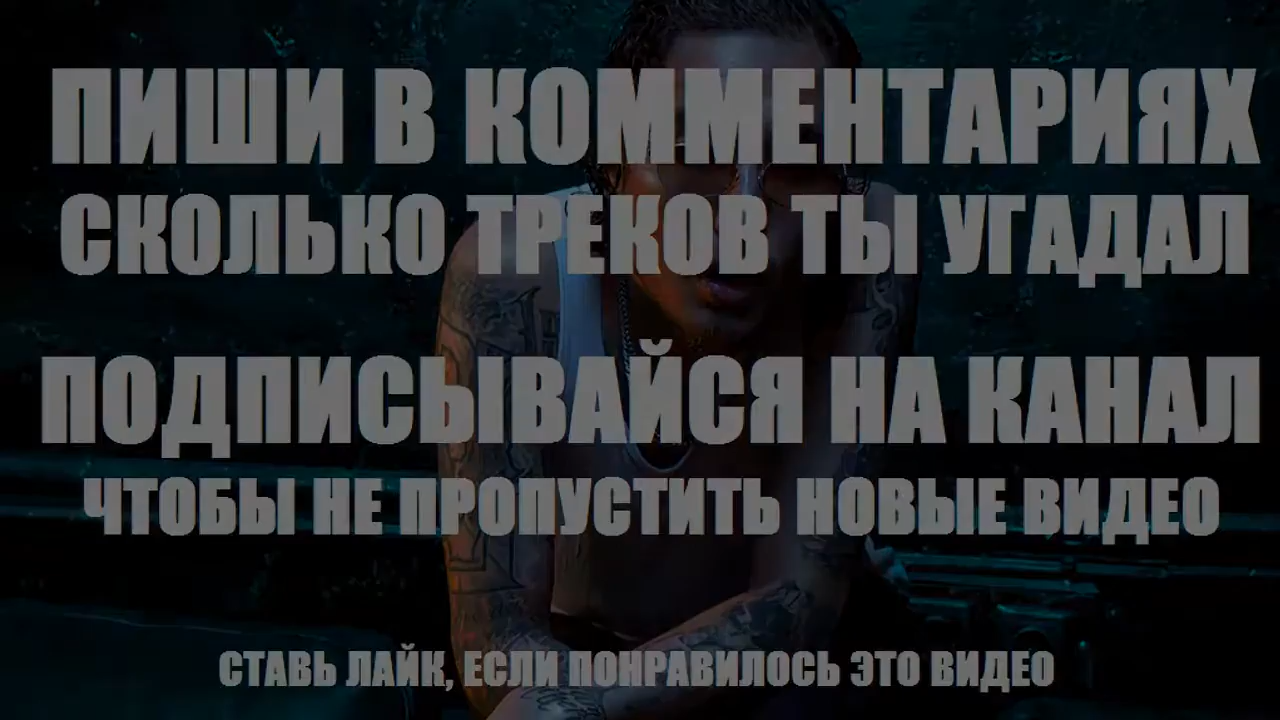 ПИШИ В КОММЕНТАРИЯХ
СКОЛЬКО ТРЕКОВ ТЫ УГАДАЛ
ПОДПИСЫВАЙСЯ НА КАНАЛ
ЧТОБЫ НЕ ПРОПУСТИТЬ НОВЫЕ ВИДЕО
СТАВЬ ЛАЙК, ЕСЛИ ПОНРАВИЛОСЬ ЭТО ВИДЕО